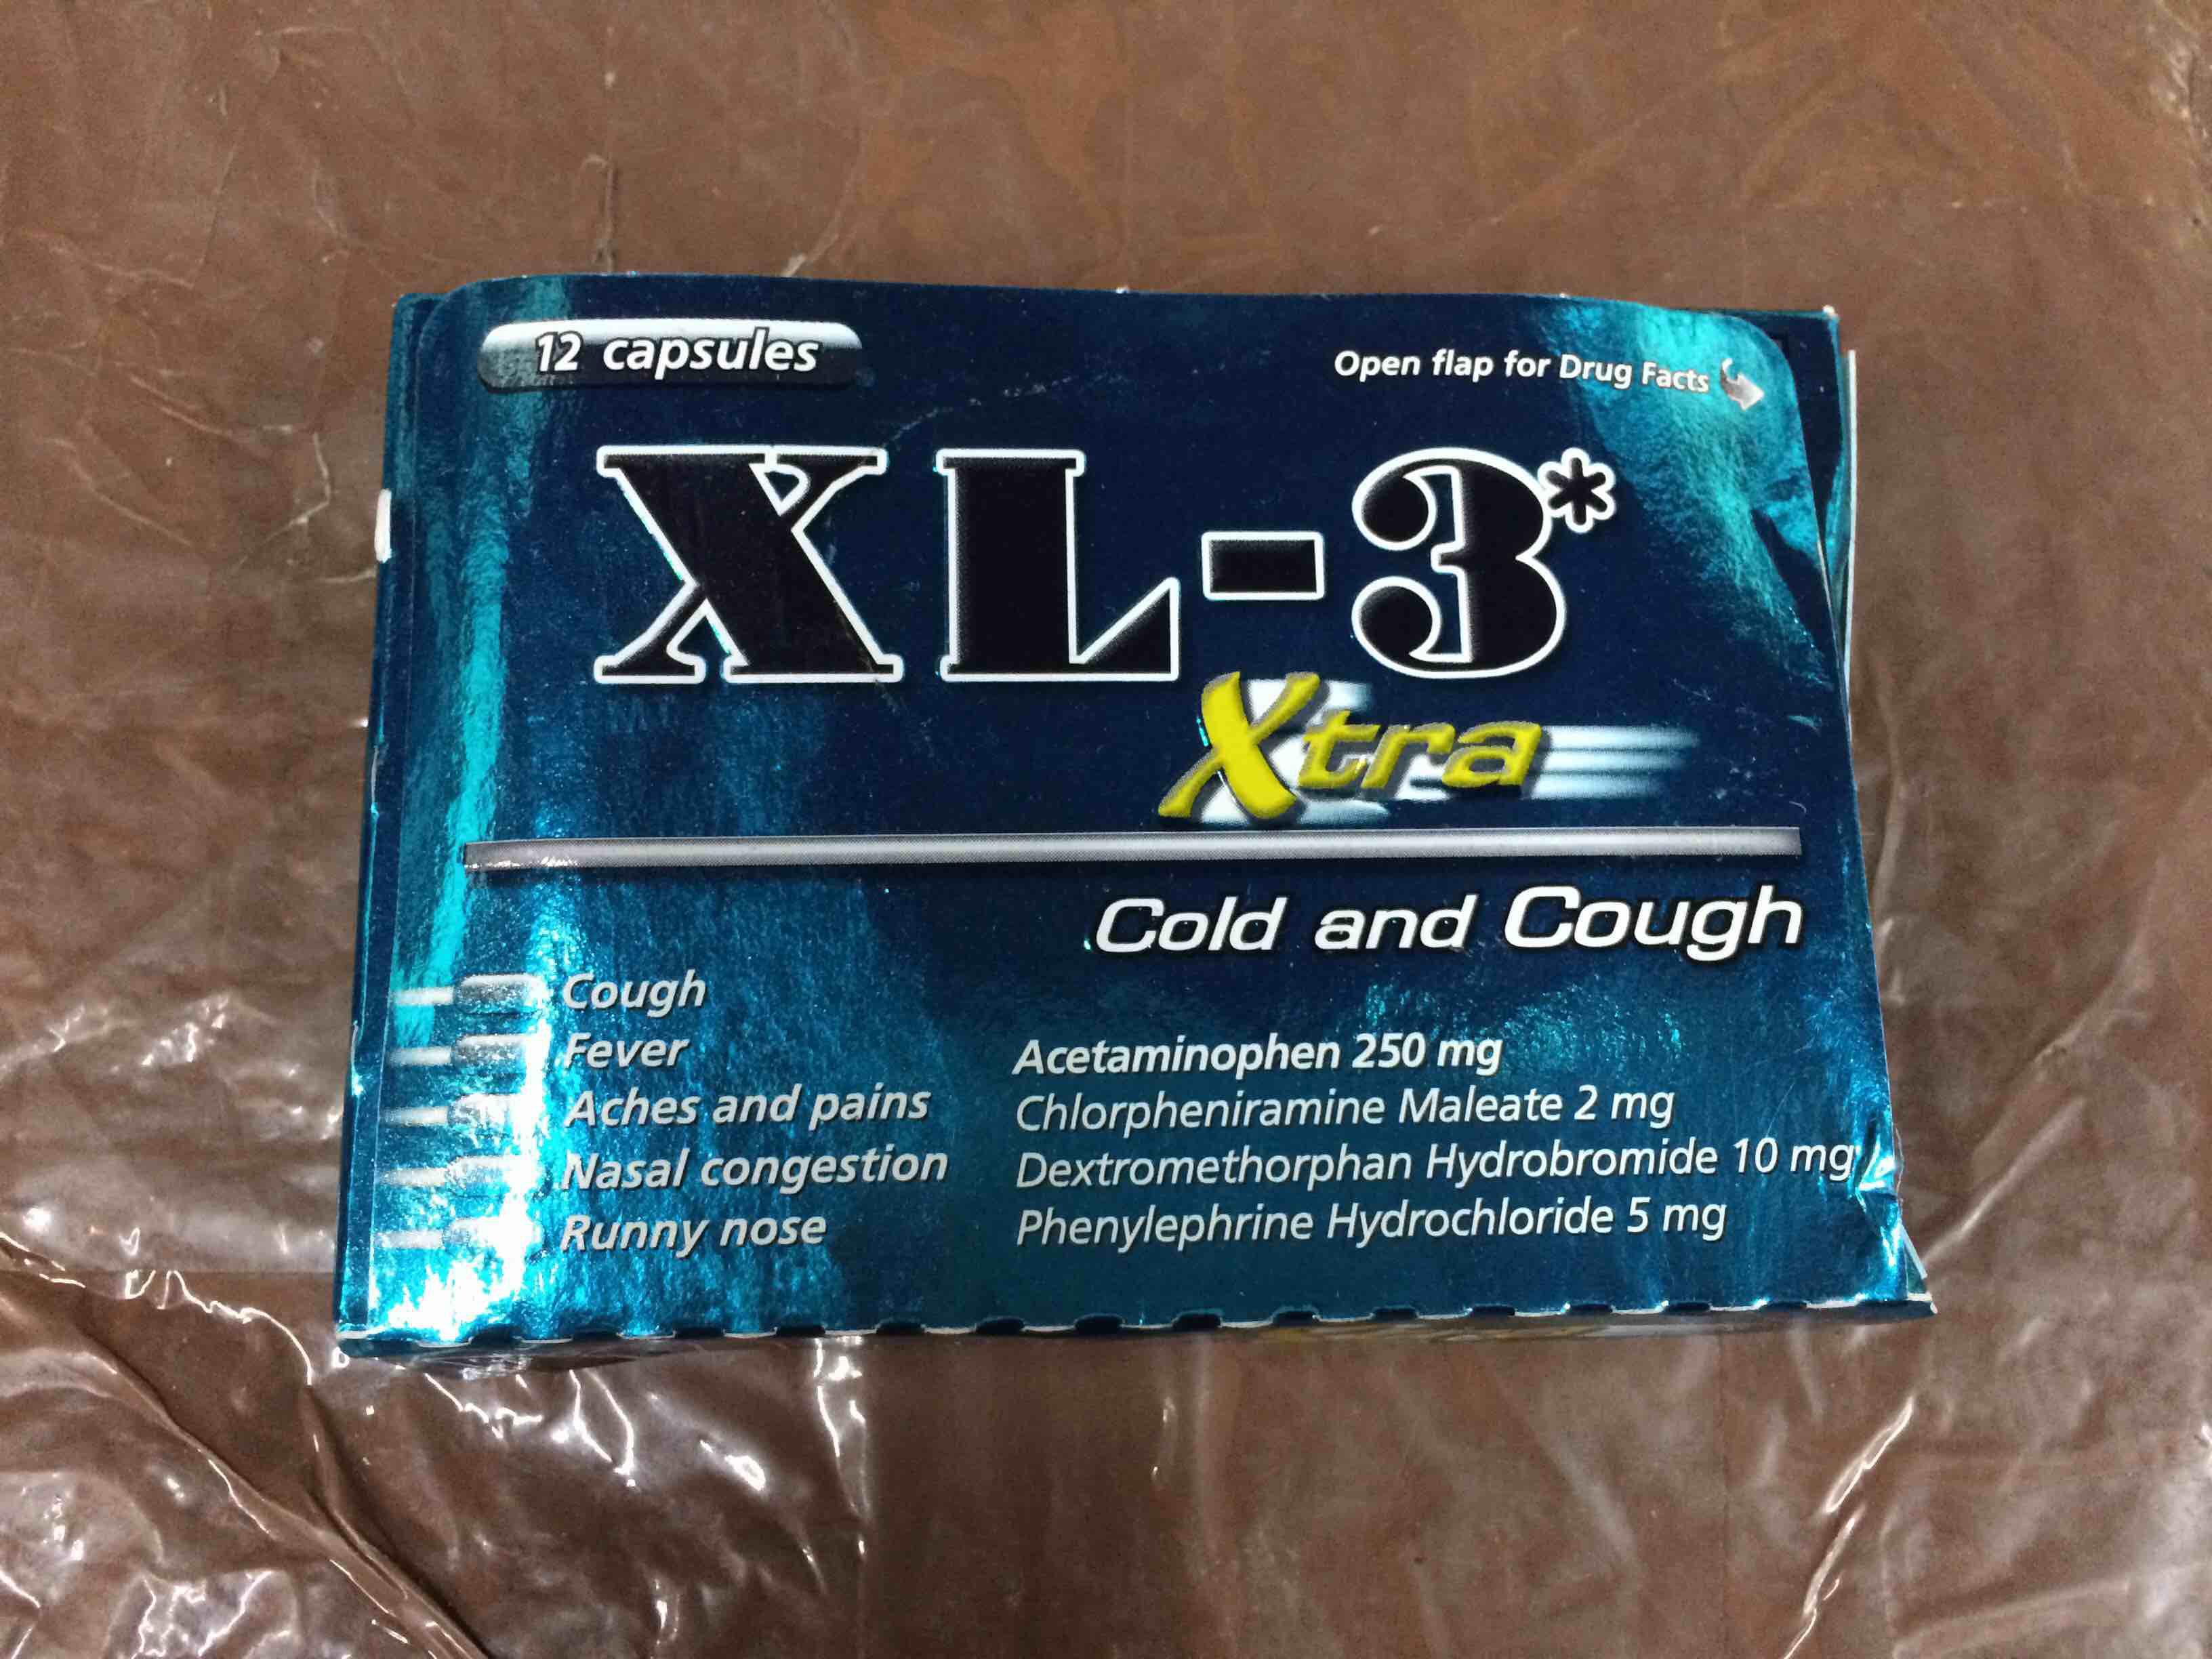 12 capsules
Open flap for Drug Facts
XL-3*
Xtra
Cold and Cough
Cough
Fever
Aches and pains
Nasal congestion
Runny nose
Acetaminophen 250 mg
Chlorpheniramine Maleate 2 mg
Dextromethorphan Hydrobromide 10 mg
Phenylephrine Hydrochloride 5 mg